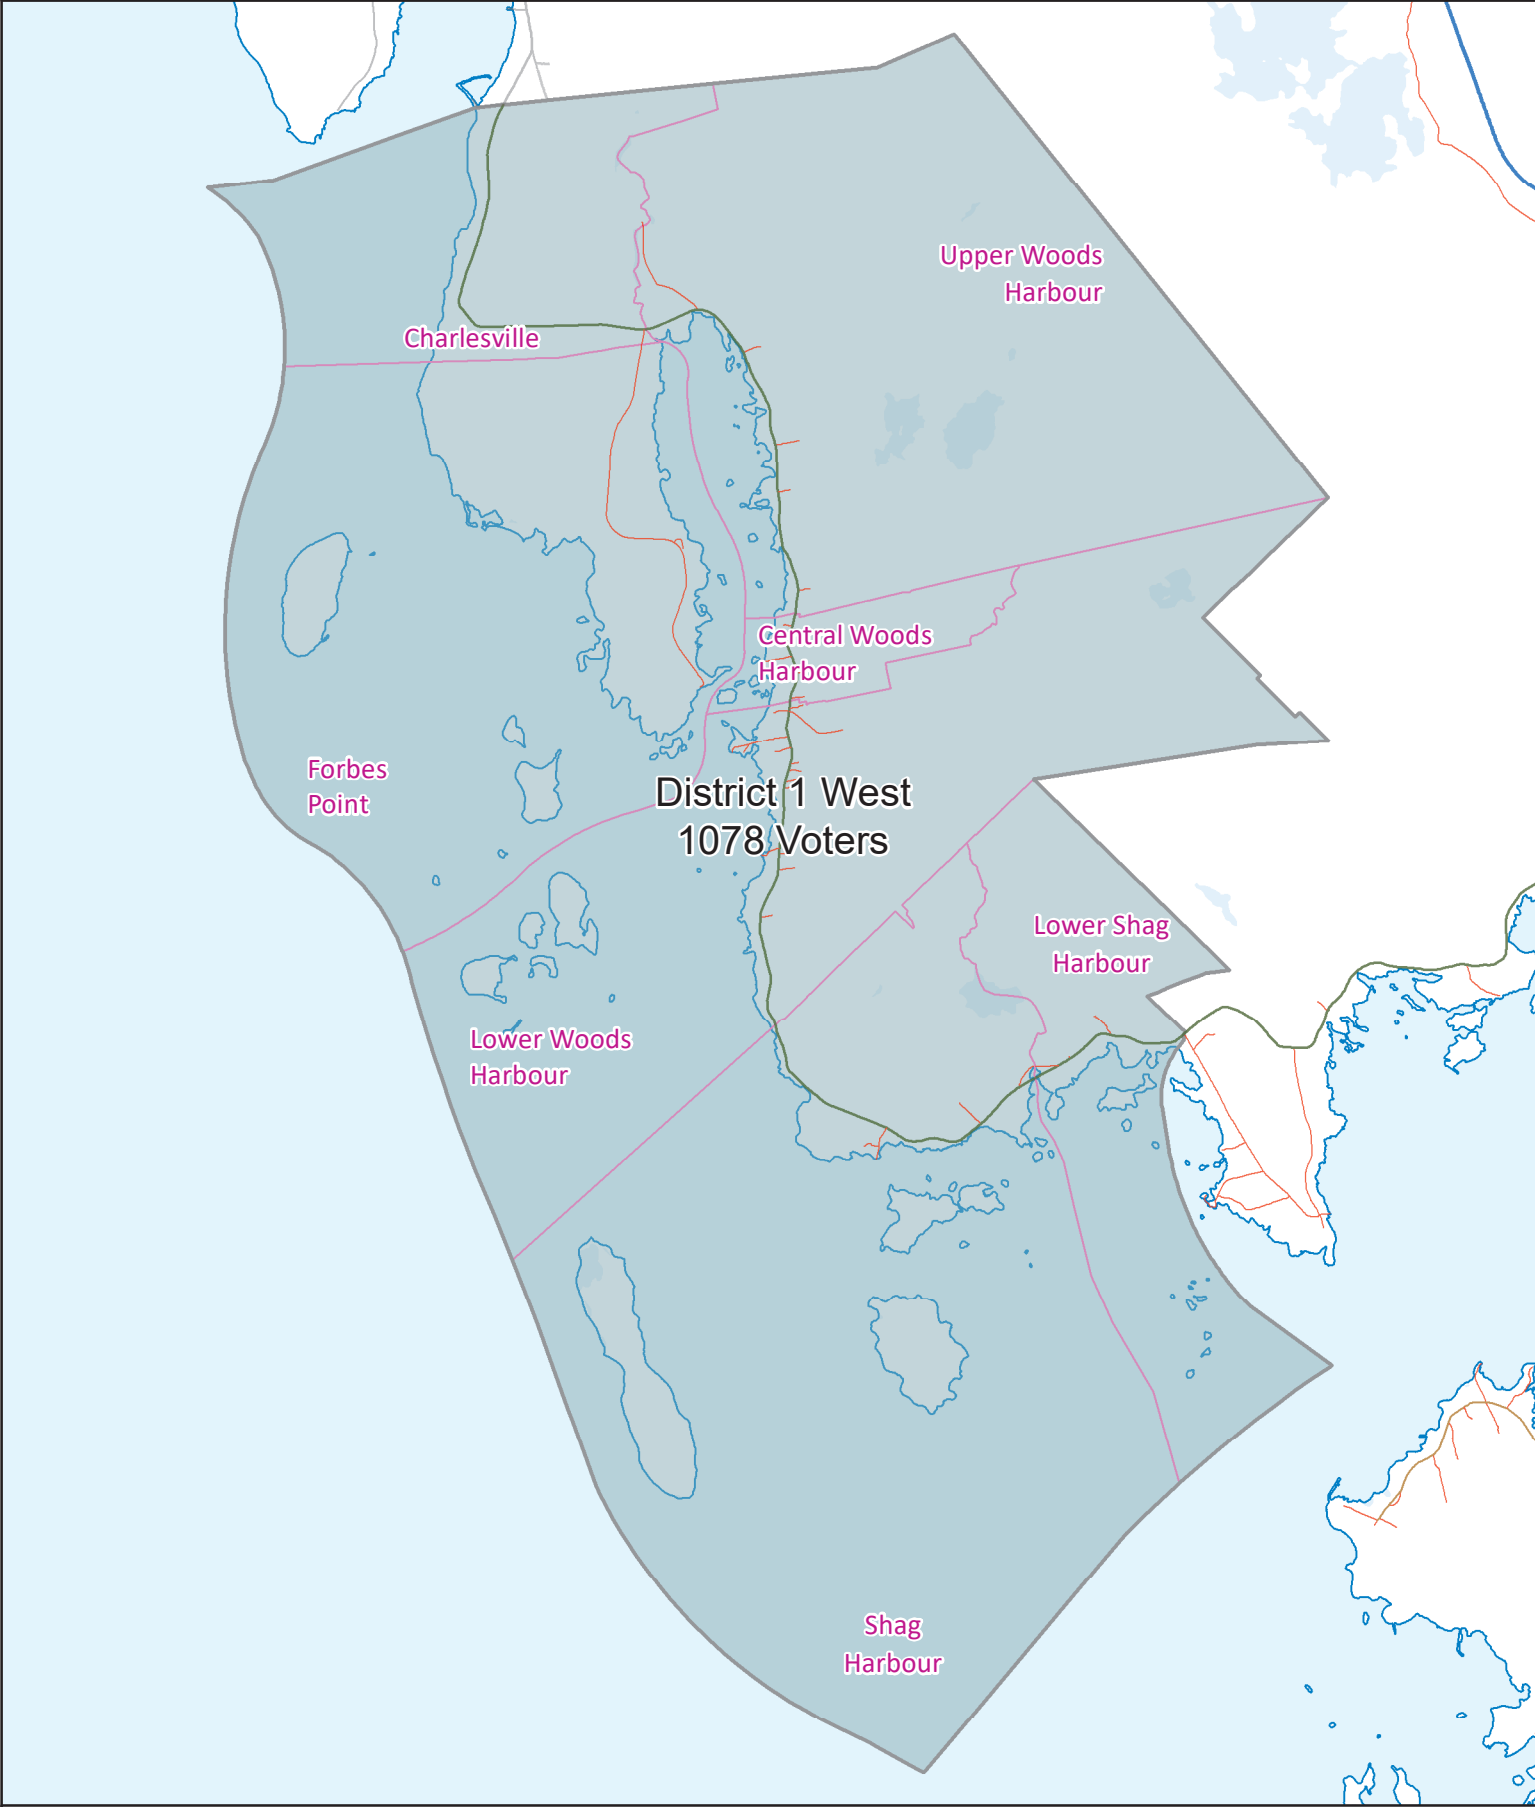 Upper Woods
Harbour
Charlesville
Central Woods
Harbour
Forbes
Point
District 1 West
1078 Voters
Lower Shag
Harbour
Lower Woods
Harbour
Shag
Harbour